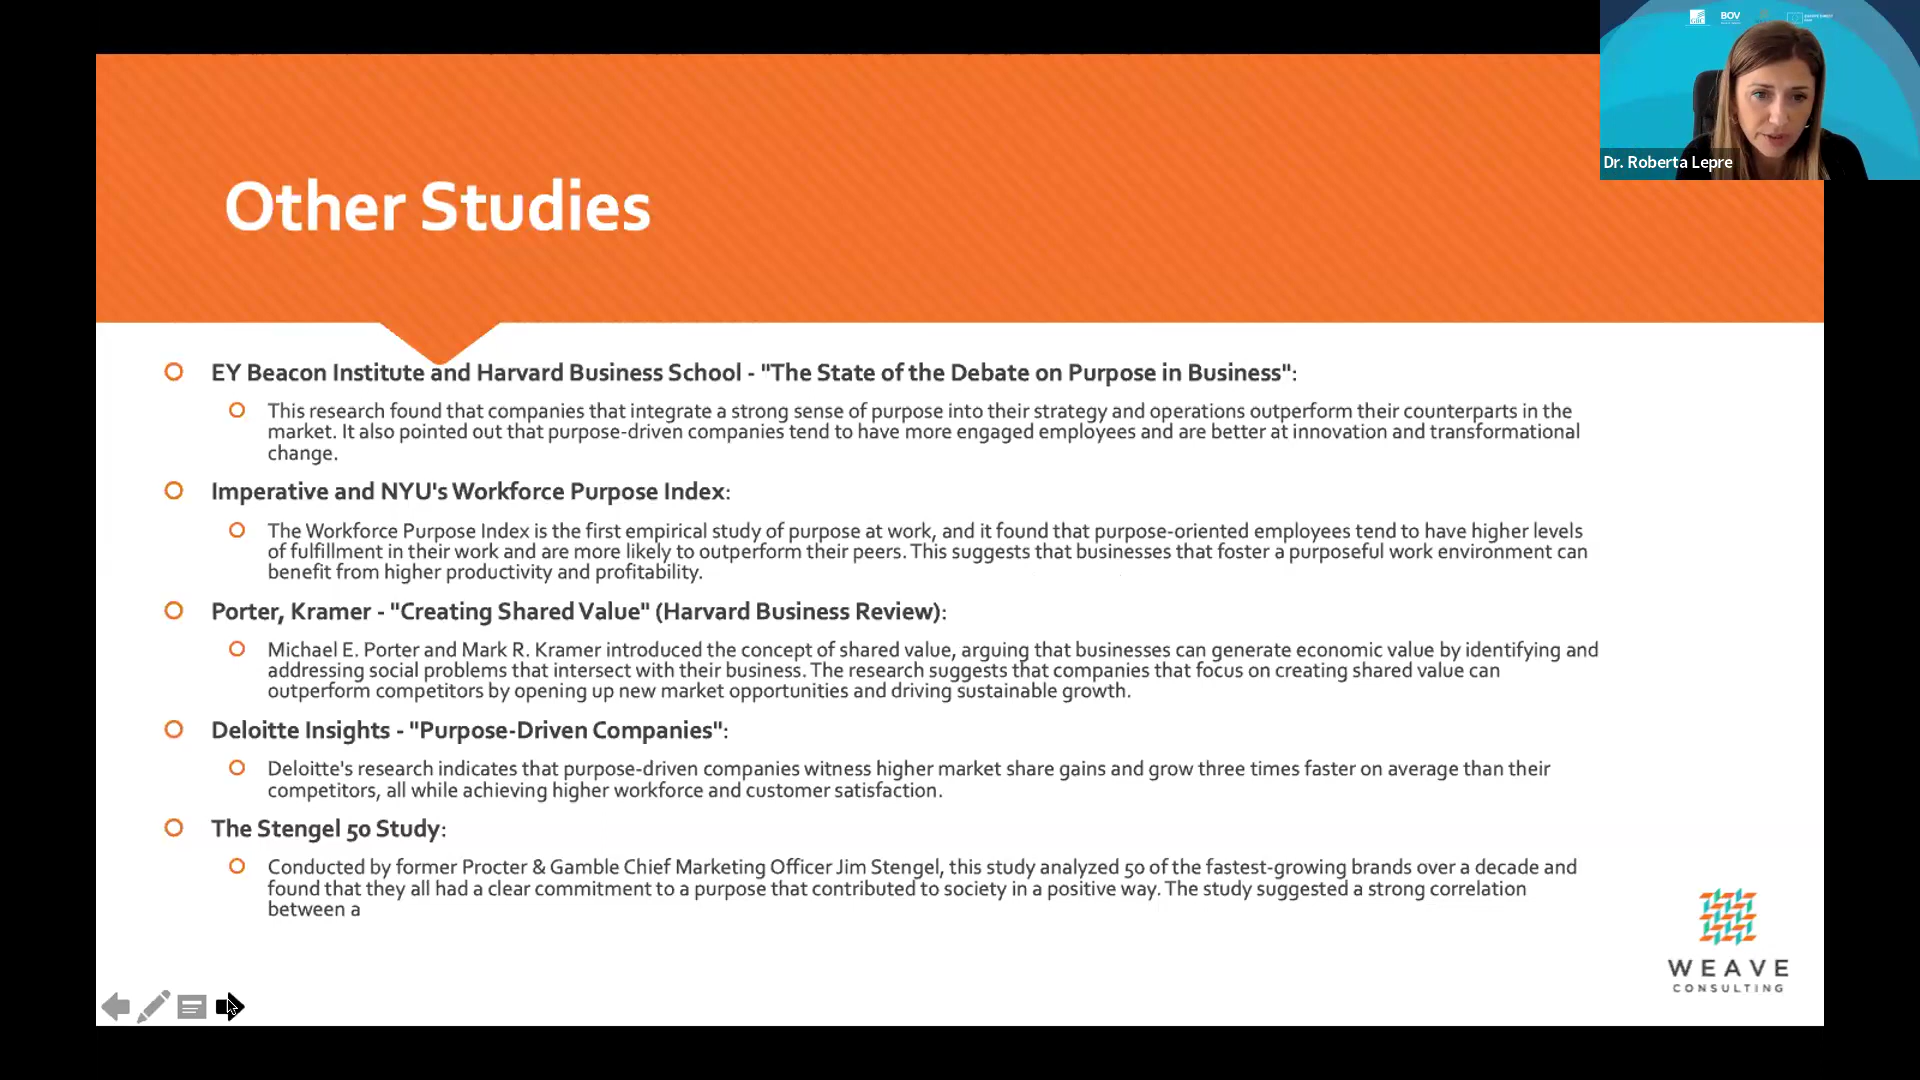 BOV
Dr. Roberta Lepre
Other Studies
EY Beacon Institute and Harvard Business School - "The State of the Debate on Purpose in Business":
This research found that companies that integrate a strong sense of purpose into their strategy and operations outperform their counterparts in the
market. It also pointed out that purpose-driven companies tend to have more engaged employees and are better at innovation and transformational
change.
Imperative and NYU's Workforce Purpose Index:
The Workforce Purpose Index is the first empirical study of purpose at work, and it found that purpose-oriented employees tend to have higher levels
of fulfillment in their work and are more likely to outperform their peers. This suggests that businesses that foster a purposeful work environment can
benefit from higher productivity and profitability.
Porter, Kramer - "Creating Shared Value" (Harvard Business Review):
Michael E. Porter and Mark R. Kramer introduced the concept of shared value, arguing that businesses can generate economic value by identifying and
addressing social problems that intersect with their business. The research suggests that companies that focus on creating shared value can
outperform competitors by opening up new market opportunities and driving sustainable growth.
Deloitte Insights - "Purpose-Driven Companies":
Deloitte's research indicates that purpose-driven companies witness higher market share gains and grow three times faster on average than their
competitors, all while achieving higher workforce and customer satisfaction.
The Stengel 50 Study:
Conducted by former Procter & Gamble Chief Marketing Officer Jim Stengel, this study analyzed 50 of the fastest-growing brands over a decade and
found that they all had a clear commitment to a purpose that contributed to society in a positive way. The study suggested a strong correlation
between a
WEAVE
CONSULTING